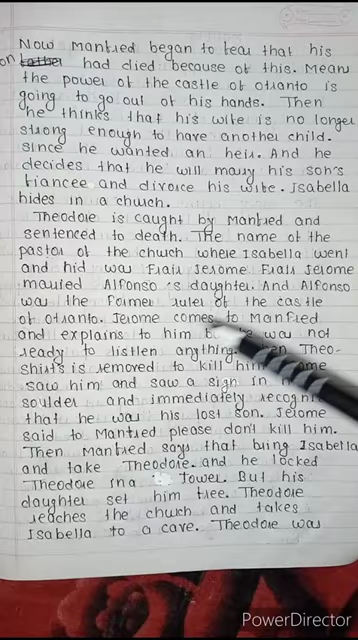 Now Manfred began to fear that his
on father had died because of this. Mean
the power of the castle of otranto is
going to go out of his hands. Then
he thinks that his wife is no longer
strong enough to have another child.
since he wanted an heir. And he
decides that he will marry his son's
fiancee and divorce his wife. Isabella
hides in a church.
Theodore is caught by Manfred and
sentenced to death. The name of the
pastor of the church where Isabella went
and hid was Friar Jerome. Friar Jerome
married Alfonso's daughter. And Alfonso
was the former ruler of the castle
of otranto. Jerome comes to Manfred
and explains to him he was not
ready to listten anything. Theo-
shirts is removed to kill him
saw him and saw a sign in
soulder and immediately recogni
that he was his lost son. Jerome
said to Manfred please don't kill him.
Then Manfred says that bring Isabella
and take Theodore. and he locked
Theodore in a Tower. But his
daughter set him free. Theodore
reaches the church and takes
Isabella to a cave. Theodore was
PowerDirector